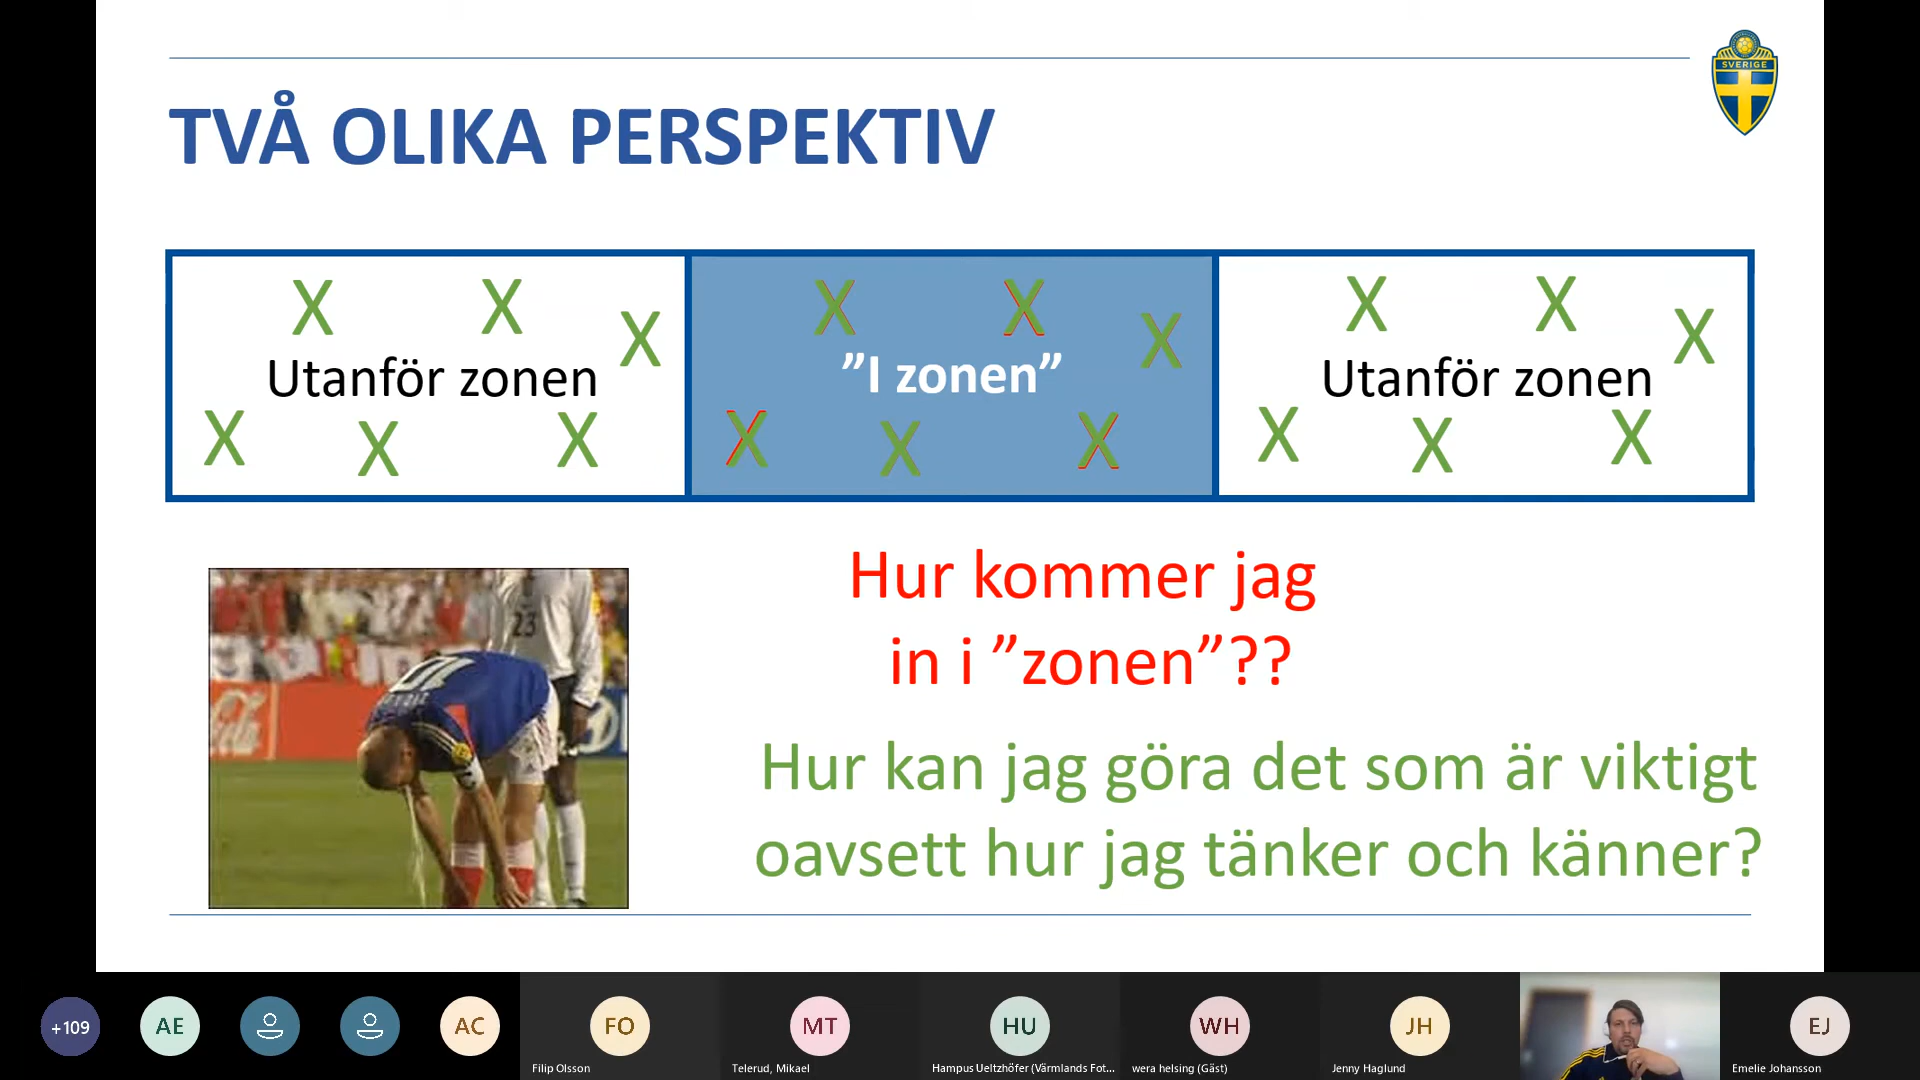 SVERIGE
TVÅ OLIKA PERSPEKTIV
X X X X X X
X X X
Utanför zonen
”I zonen”
Utanför zonen
X X X X X X X X X
23
10
Hur kommer jag
in i ”zonen”??
Hur kan jag göra det som är viktigt
oavsett hur jag tänker och känner?
+109
AE
AC
FO
MT
HU
WH
JH
EJ
Filip Olsson
Telerud, Mikael
Hampus Ueltzhöfer (Värmlands Fot...
wera helsing (Gäst)
Jenny Haglund
Emelie Johansson